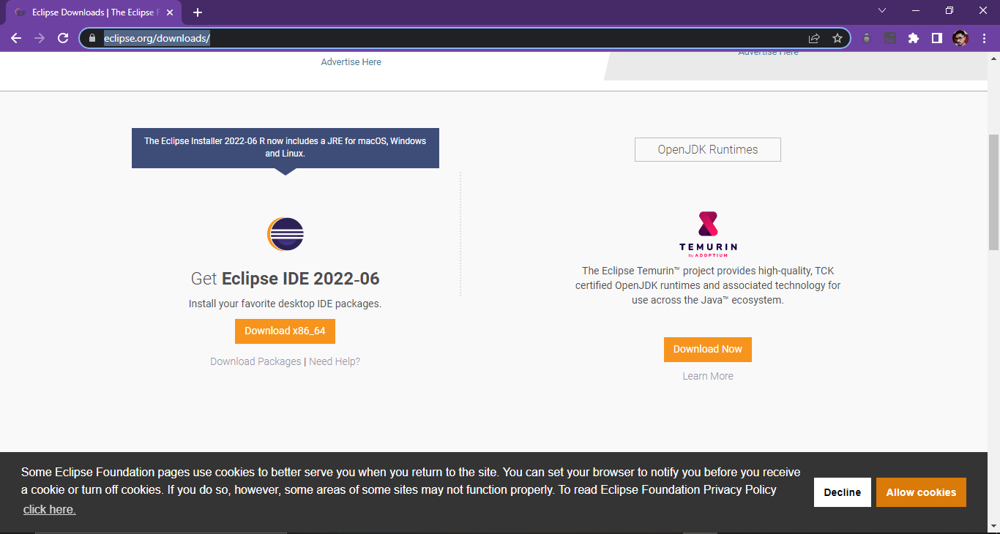 Eclipse Downloads | The Eclipse F
eclipse.org/downloads/
Advertise Here
Advertise Here
The Eclipse Installer 2022-06 R now includes a JRE for macOS, Windows
and Linux.
Get Eclipse IDE 2022-06
Install your favorite desktop IDE packages.
Download x86_64
Download Packages | Need Help?
OpenJDK Runtimes
TEMURIN
by ADOPTIUM
The Eclipse Temurin™ project provides high-quality, TCK
certified OpenJDK runtimes and associated technology for
use across the Java™ ecosystem.
Download Now
Learn More
Some Eclipse Foundation pages use cookies to better serve you when you return to the site. You can set your browser to notify you before you receive
a cookie or turn off cookies. If you do so, however, some areas of some sites may not function properly. To read Eclipse Foundation Privacy Policy
click here.
Decline
Allow cookies